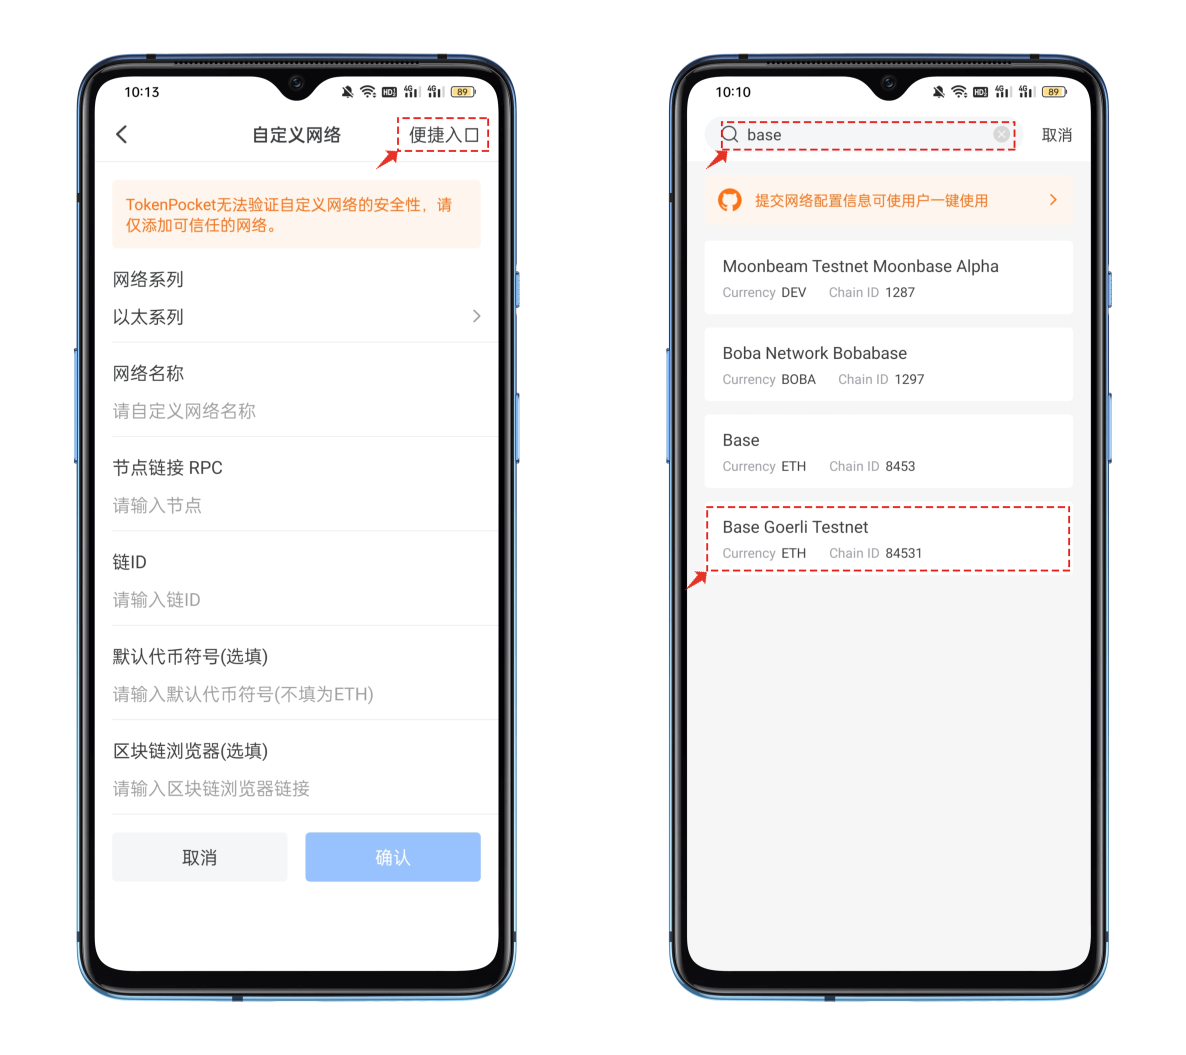 10:13
HD
4G
4G
89
自定义网络
便捷入口
TokenPocket无法验证自定义网络的安全性，请
仅添加可信任的网络。
网络系列
以太系列
网络名称
请自定义网络名称
节点链接 RPC
请输入节点
链ID
请输入链ID
默认代币符号(选填)
请输入默认代币符号(不填为ETH)
区块链浏览器(选填)
请输入区块链浏览器链接
取消
确认
10:10
HD
4G
4G
89
base
取消
提交网络配置信息可使用户一键使用
Moonbeam Testnet Moonbase Alpha
Currency DEV Chain ID 1287
Boba Network Bobabase
Currency BOBA Chain ID 1297
Base
Currency ETH Chain ID 8453
Base Goerli Testnet
Currency ETH Chain ID 84531